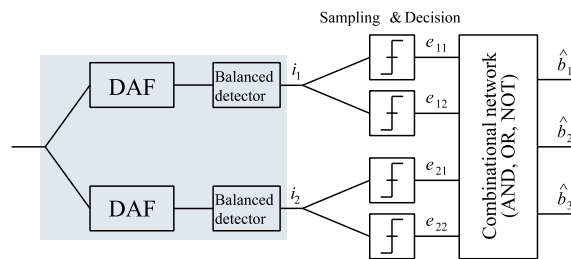 Sampling & Decision
DAF
Balanced
detector
i₁
e₁₁
e₁₂
DAF
Balanced
detector
i₂
e₂₁
e₂₂
Combinational network
(AND, OR, NOT)
b̂₁
b̂₂
b̂₃